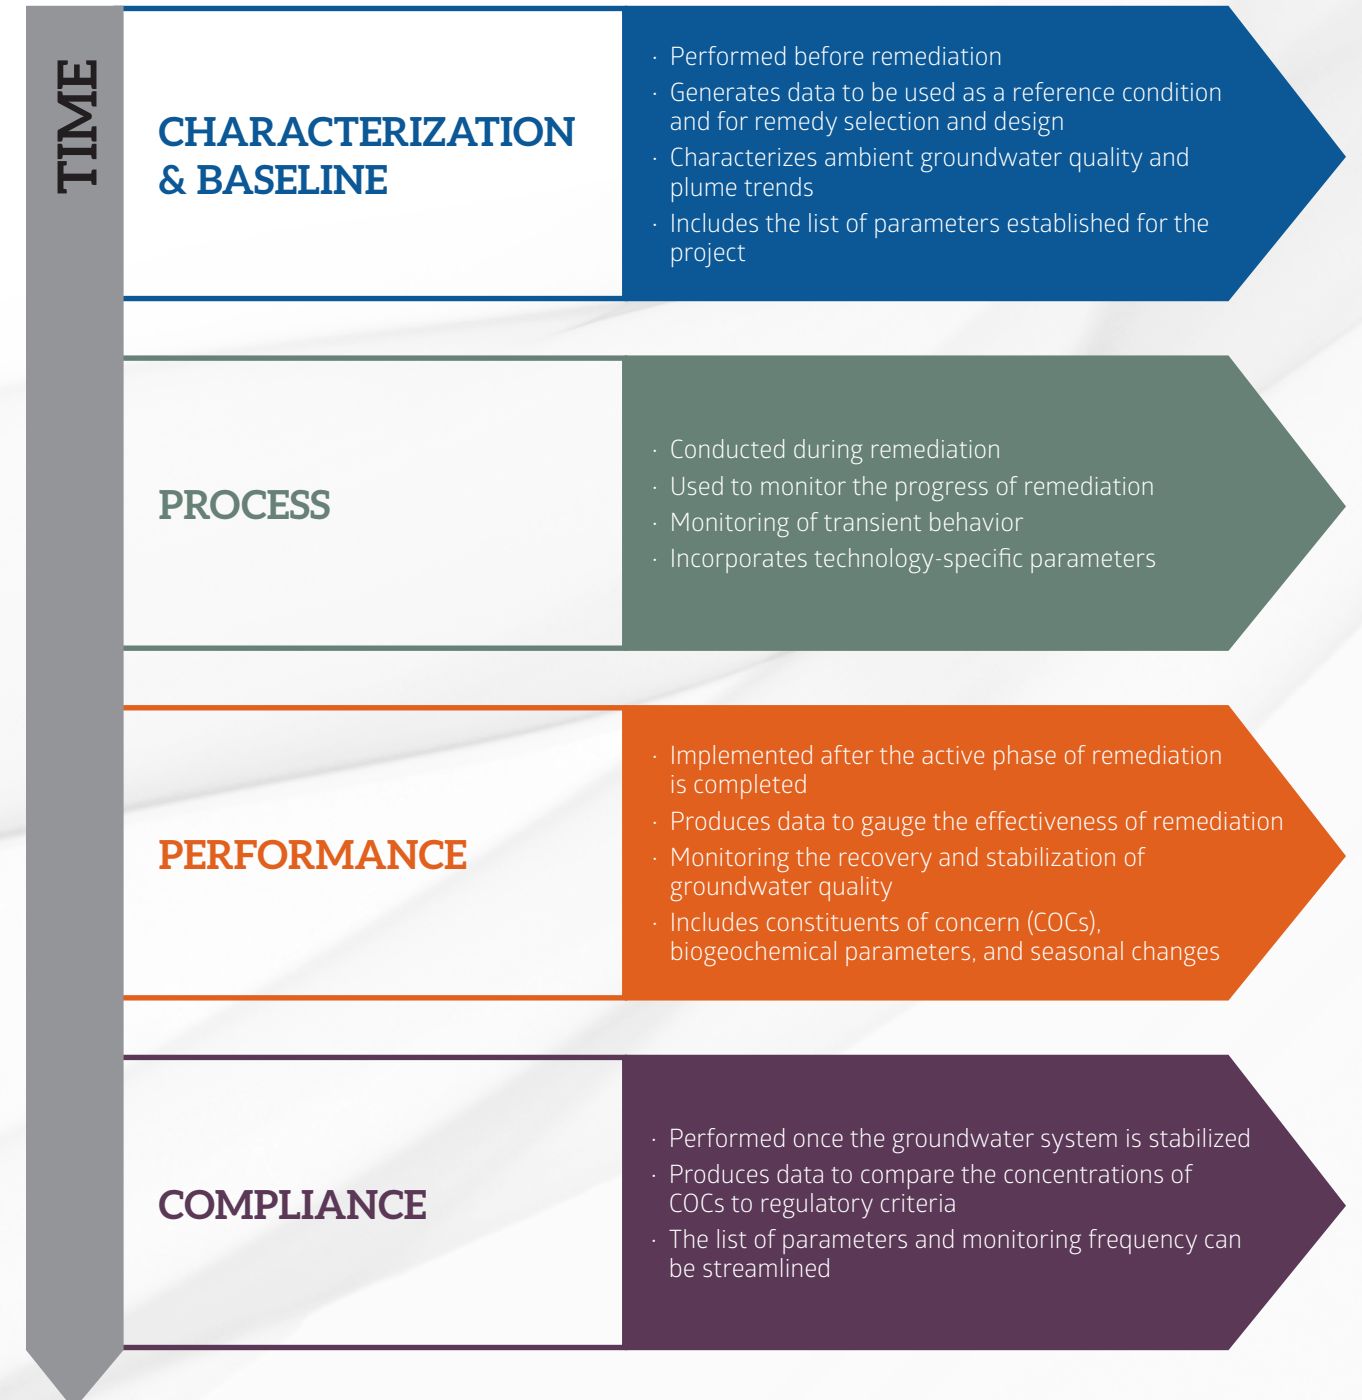 TIME
CHARACTERIZATION
& BASELINE
· Performed before remediation
· Generates data to be used as a reference condition
and for remedy selection and design
· Characterizes ambient groundwater quality and
plume trends
· Includes the list of parameters established for the
project
PROCESS
· Conducted during remediation
· Used to monitor the progress of remediation
· Monitoring of transient behavior
· Incorporates technology-specific parameters
PERFORMANCE
· Implemented after the active phase of remediation
is completed
· Produces data to gauge the effectiveness of remediation
· Monitoring the recovery and stabilization of
groundwater quality
· Includes constituents of concern (COCs),
biogeochemical parameters, and seasonal changes
COMPLIANCE
· Performed once the groundwater system is stabilized
· Produces data to compare the concentrations of
COCs to regulatory criteria
· The list of parameters and monitoring frequency can
be streamlined